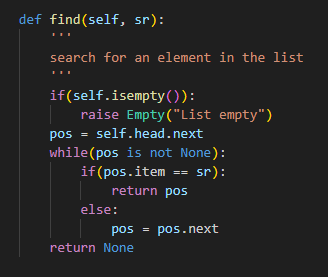 def find(self, sr):
    '''
    search for an element in the list
    '''
    if(self.isempty()):
        raise Empty("List empty")
    pos = self.head.next
    while(pos is not None):
        if(pos.item == sr):
            return pos
        else:
            pos = pos.next
    return None